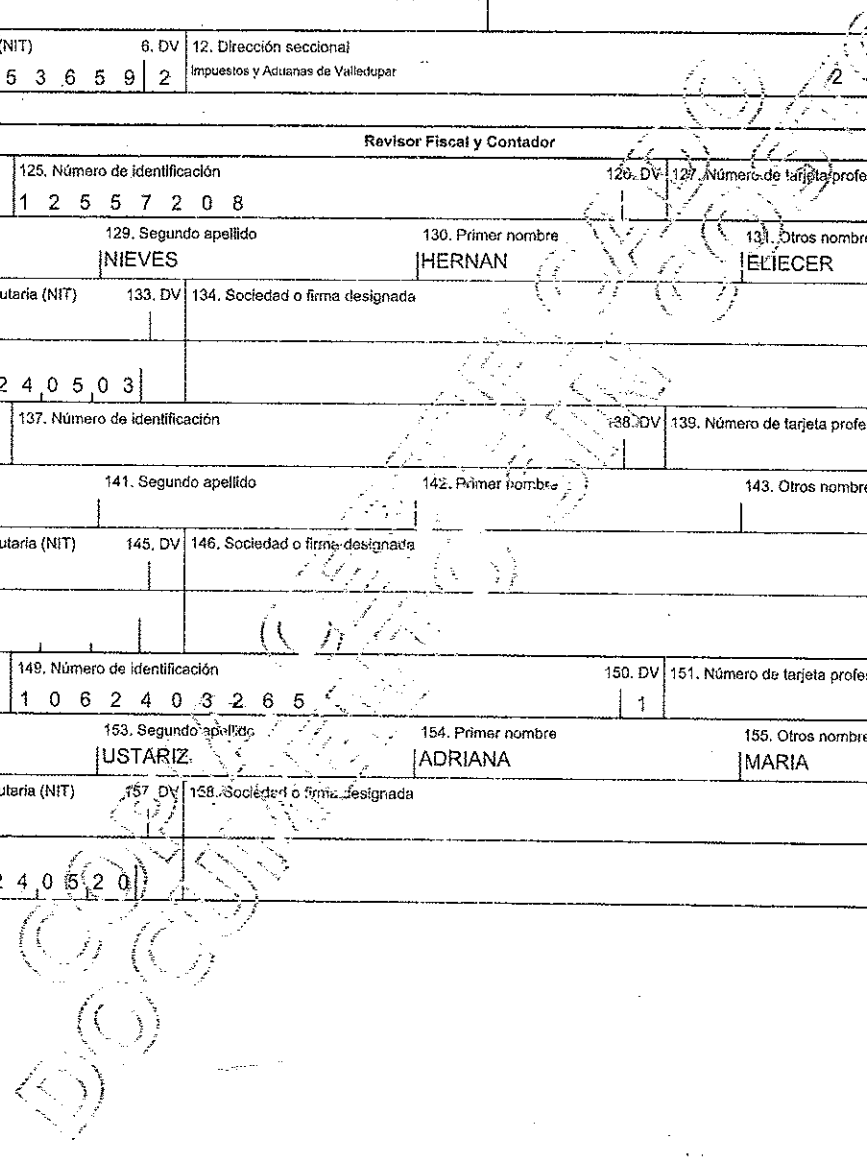 (NIT) 6. DV 12. Dirección seccional
5 3 6 5 9 2 Impuestos y Aduanas de Valledupar 2
Revisor Fiscal y Contador
125. Número de identificación 126. DV 127. Número de tarjeta profe
1 2 5 5 7 2 0 8
129. Segundo apellido 130. Primer nombre 131. Otros nombre
NIEVES HERNAN ELIECER
utaria (NIT) 133. DV 134. Sociedad o firma designada
2 4 0 5 0 3
137. Número de identificación 138. DV 139. Número de tarjeta profe
141. Segundo apellido 142. Primer nombre 143. Otros nombre
utaria (NIT) 145. DV 146. Sociedad o firma designada
149. Número de identificación 150. DV 151. Número de tarjeta profes
1 0 6 2 4 0 3 2 6 5 1
153. Segundo apellido 154. Primer nombre 155. Otros nombre
USTARIZ ADRIANA MARIA
utaria (NIT) 157. DV 158. Sociedad o firma designada
2 4 0 5 2 0